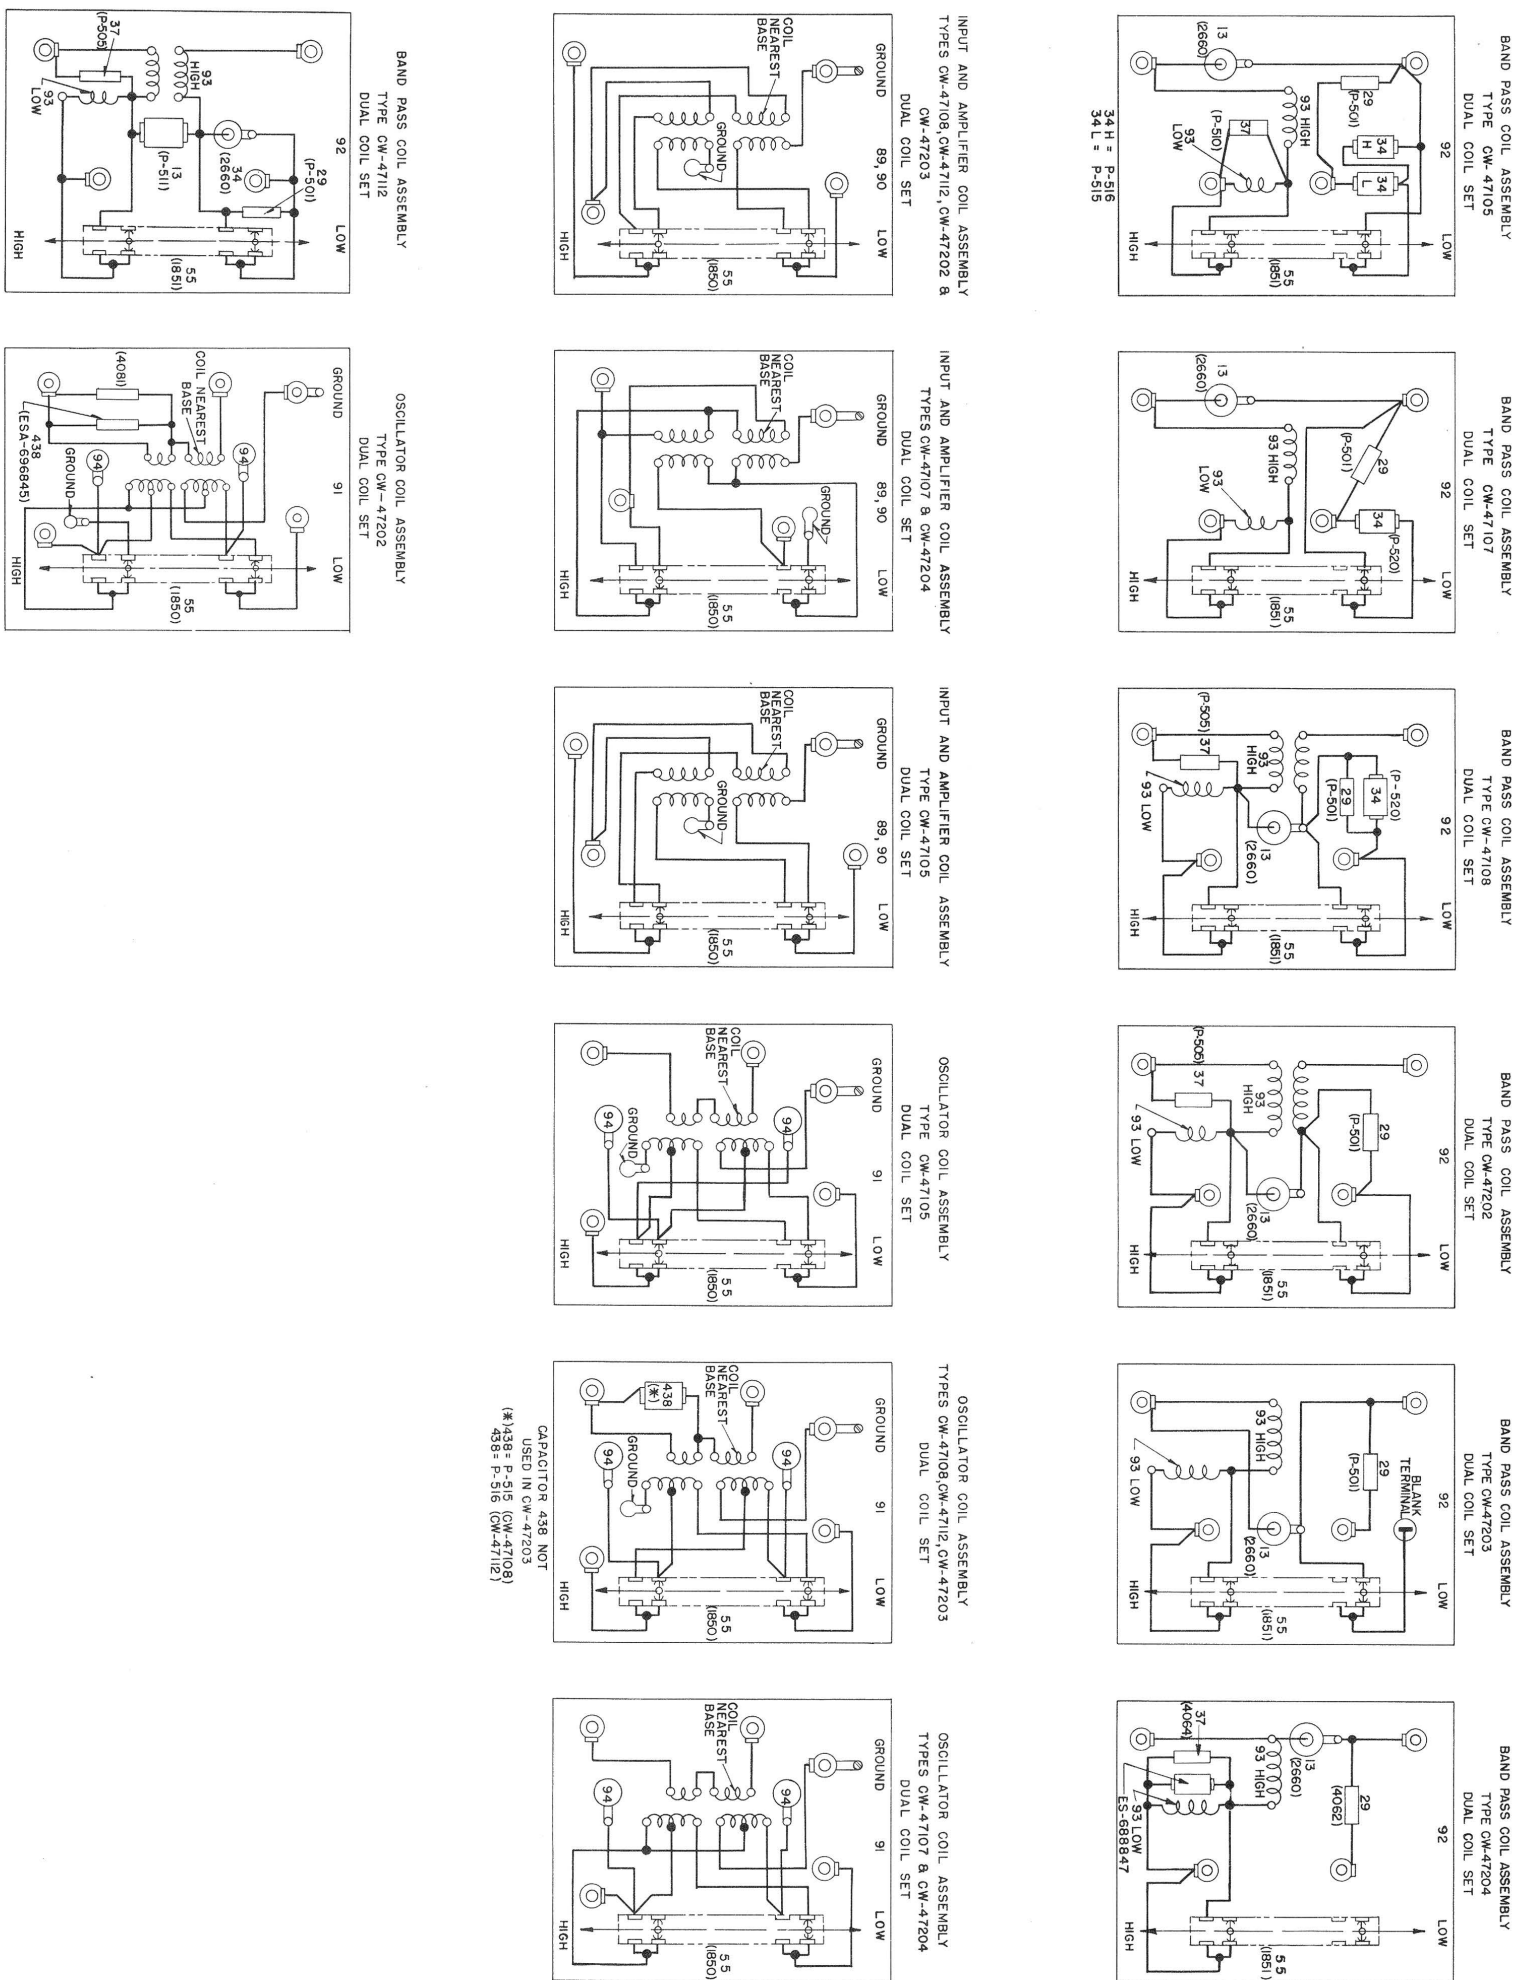 BAND PASS COIL ASSEMBLY
TYPE CW-47105
DUAL COIL SET
92
LOW
13
(2660)
29
(P-501)
34
H
34
L
93 HIGH
37
(P-510)
93
LOW
55
(1851)
HIGH
34H = P-516
34L = P-515
BAND PASS COIL ASSEMBLY
TYPE CW-47107
DUAL COIL SET
92
LOW
13
(2660)
29
(P-501)
34
(P-520)
93 HIGH
93
LOW
55
(1851)
HIGH
BAND PASS COIL ASSEMBLY
TYPE CW-47108
DUAL COIL SET
92
LOW
(P-520)
34
29
(P-501)
93
HIGH
13
(2660)
(P-505) 37
93 LOW
55
(1851)
HIGH
BAND PASS COIL ASSEMBLY
TYPE CW-47202
DUAL COIL SET
92
LOW
29
(P-501)
93
HIGH
13
(2660)
(P-505) 37
93 LOW
55
(1851)
HIGH
BAND PASS COIL ASSEMBLY
TYPE CW-47203
DUAL COIL SET
92
LOW
BLANK
TERMINAL
29
(P-501)
93 HIGH
13
(2660)
93 LOW
55
(1851)
HIGH
BAND PASS COIL ASSEMBLY
TYPE CW-47204
DUAL COIL SET
92
LOW
29
(4062)
13
(2660)
93 HIGH
37
(4064)
93 LOW
ES-688847
55
(1851)
HIGH
INPUT AND AMPLIFIER COIL ASSEMBLY
TYPES CW-47108, CW-47112, CW-47202 &
CW-47203
DUAL COIL SET
GROUND
89, 90
LOW
COIL
NEAREST
BASE
GROUND
55
(1850)
HIGH
INPUT AND AMPLIFIER COIL ASSEMBLY
TYPES CW-47107 & CW-47204
DUAL COIL SET
GROUND
89,90
LOW
COIL
NEAREST
BASE
GROUND
55
(1850)
HIGH
INPUT AND AMPLIFIER COIL ASSEMBLY
TYPE CW-47105
DUAL COIL SET
GROUND
89, 90
LOW
COIL
NEAREST
BASE
GROUND
55
(1850)
HIGH
OSCILLATOR COIL ASSEMBLY
TYPE CW-47105
DUAL COIL SET
GROUND
91
LOW
COIL
NEAREST
BASE
94
94
GROUND
55
(1850)
HIGH
OSCILLATOR COIL ASSEMBLY
TYPES CW-47108, CW-47112, CW-47203
DUAL COIL SET
GROUND
91
LOW
COIL
NEAREST
BASE
438
(*)
94
94
GROUND
55
(1850)
HIGH
CAPACITOR 438 NOT
USED IN CW-47203
(*) 438= P-515 (CW-47108)
438= P-516 (CW-47112)
OSCILLATOR COIL ASSEMBLY
TYPES CW-47107 & CW-47204
DUAL COIL SET
GROUND
91
LOW
COIL
NEAREST
BASE
94
94
55
(1850)
HIGH
BAND PASS COIL ASSEMBLY
TYPE CW-47112
DUAL COIL SET
92
LOW
29
(P-501)
34
(2660)
93
HIGH
13
(P-511)
37
(P-505)
93
LOW
55
(1851)
HIGH
OSCILLATOR COIL ASSEMBLY
TYPE CW-47202
DUAL COIL SET
GROUND
91
LOW
COIL NEAREST
BASE
(4081)
94
94
438
(ESA-696845)
GROUND
55
(1850)
HIGH